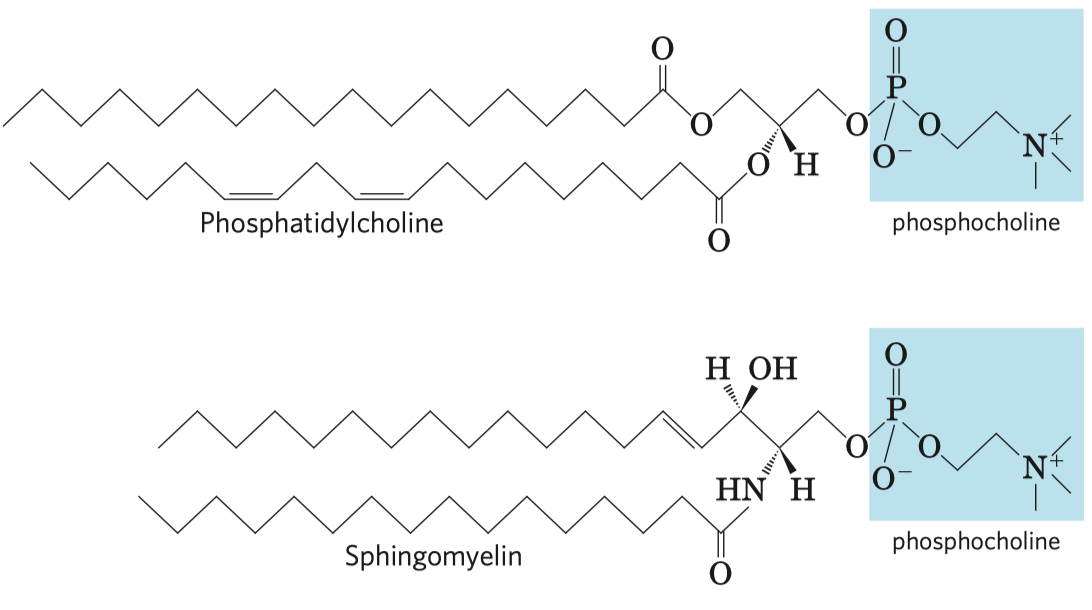 O
P
O
O
O
N+
O−
O
H
Phosphatidylcholine
phosphocholine
O
O
H OH
P
O
O
N+
O−
HN H
phosphocholine
Sphingomyelin
O